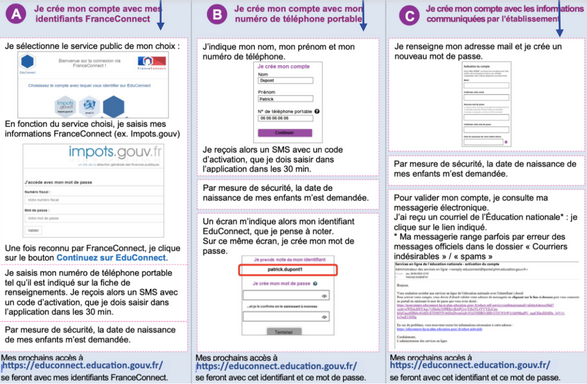 A
Je crée mon compte avec mes
identifiants FranceConnect
Je sélectionne le service public de mon choix :
Bienvenue sur la connexion via
FranceConnect !
Choisissez le compte avec lequel vous identifier sur EduConnect
impots.gouv.fr
En fonction du service choisi, je saisis mes
informations FranceConnect (ex. Impots.gouv)
impots.gouv.fr
J'accède avec mon mot de passe
Numéro fiscal :
Mot de passe :
Une fois reconnu par FranceConnect, je clique
sur le bouton Continuez sur EduConnect.
Je saisis mon numéro de téléphone portable
tel qu'il est indiqué sur la fiche de
renseignements. Je reçois alors un SMS avec
un code d'activation, que je dois saisir dans
l'application dans les 30 min.
Par mesure de sécurité, la date de naissance
de mes enfants m'est demandée.
Mes prochains accès à
https://educonnect.education.gouv.fr/
se feront avec mes identifiants FranceConnect.
B
Je crée mon compte avec mon
numéro de téléphone portable
J'indique mon nom, mon prénom et mon
numéro de téléphone.
Je crée mon compte
Nom
Dupont
Prénom
Patrick
N° de téléphone portable
06 06 06 06 06
Continuer
Je reçois alors un SMS avec un code
d'activation, que je dois saisir dans
l'application dans les 30 min.
Par mesure de sécurité, la date de
naissance de mes enfants m'est demandée.
Un écran m'indique alors mon identifiant
EduConnect, que je pense à noter.
Sur ce même écran, je crée mon mot de
passe.
Je prends note de mon identifiant
patrick.dupont1
Je crée mon mot de passe
Terminer
Mes prochains accès à
https://educonnect.education.gouv.fr/
se feront avec cet identifiant et ce mot de passe.
C
Je crée mon compte avec les informations
communiquées par l'établissement
Je renseigne mon adresse mail et je crée un
nouveau mot de passe.
Par mesure de sécurité, la date de naissance de
mes enfants m'est demandée.
Pour valider mon compte, je consulte ma
messagerie électronique.
J'ai reçu un courriel de l'Éducation nationale* : je
clique sur le lien indiqué.
* Ma messagerie range parfois par erreur des
messages officiels dans le dossier « Courriers
indésirables » / « spams »
Services en ligne de l'éducation nationale - activation du compte
Bonjour,
Mes prochains accès à
https://educonnect.education.gouv.fr/
se feront avec cet identifiant et ce mot de passe.